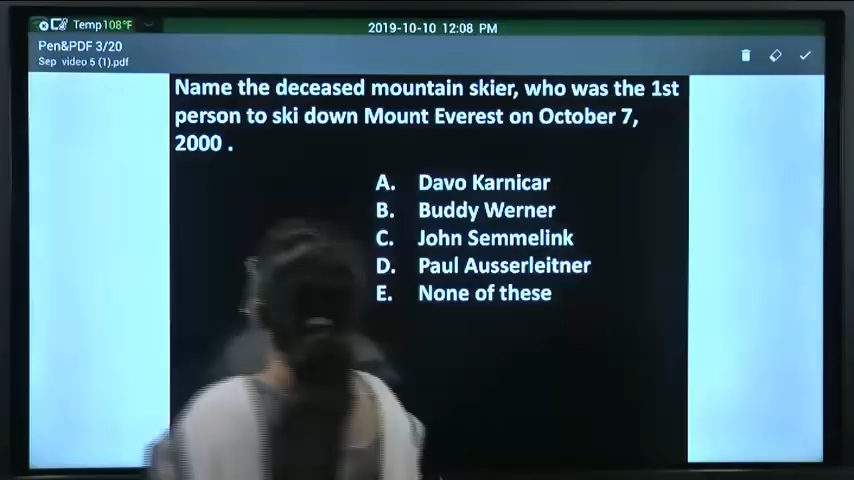 Temp108°F
2019-10-10 12:08 PM
Pen&PDF 3/20
Sep video 5 (1).pdf
Name the deceased mountain skier, who was the 1st
person to ski down Mount Everest on October 7,
2000 .
A. Davo Karnicar
B. Buddy Werner
C. John Semmelink
D. Paul Ausserleitner
E. None of these